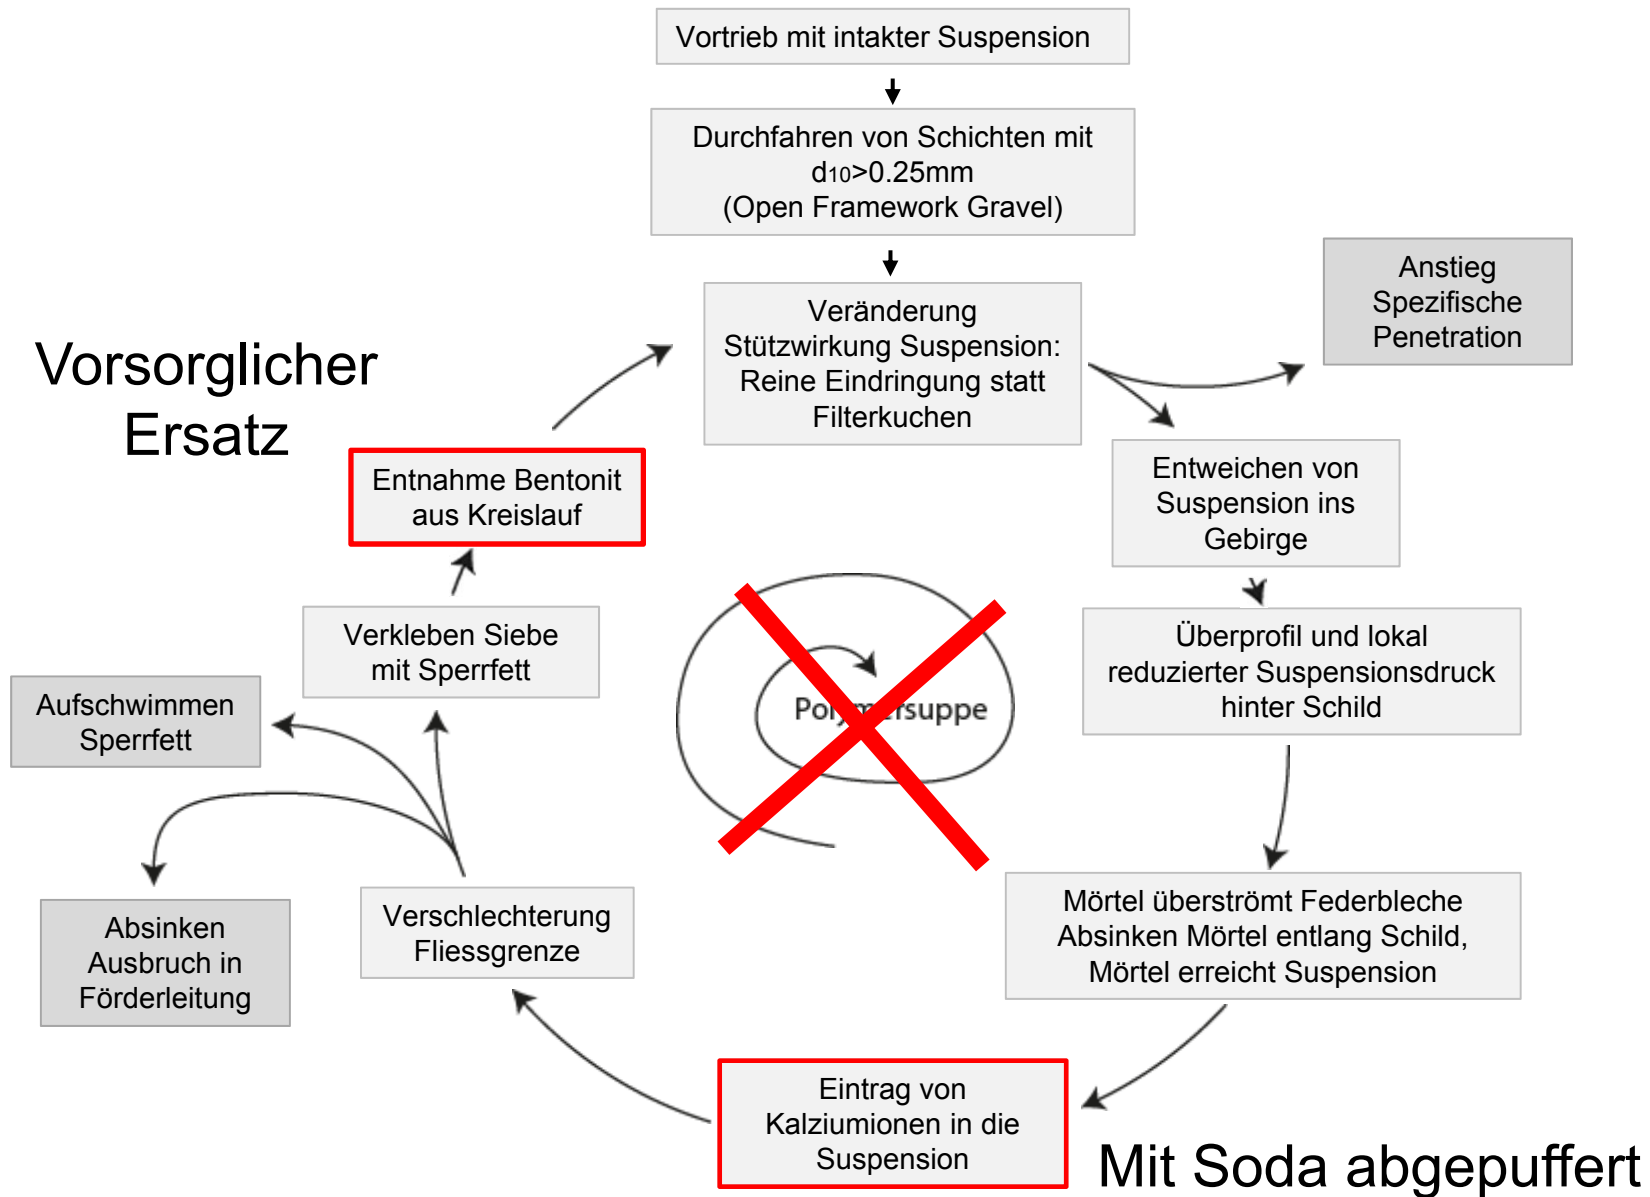 Vortrieb mit intakter Suspension
Durchfahren von Schichten mit
d10>0.25mm
(Open Framework Gravel)
Veränderung
Stützwirkung Suspension:
Reine Eindringung statt
Filterkuchen
Anstieg
Spezifische
Penetration
Entweichen von
Suspension ins
Gebirge
Überprofil und lokal
reduzierter Suspensionsdruck
hinter Schild
Mörtel überströmt Federbleche
Absinken Mörtel entlang Schild,
Mörtel erreicht Suspension
Eintrag von
Kalziumionen in die
Suspension
Mit Soda abgepuffert
Verschlechterung
Fliessgrenze
Absinken
Ausbruch in
Förderleitung
Aufschwimmen
Sperrfett
Verkleben Siebe
mit Sperrfett
Entnahme Bentonit
aus Kreislauf
Vorsorglicher
Ersatz
Polymersuppe